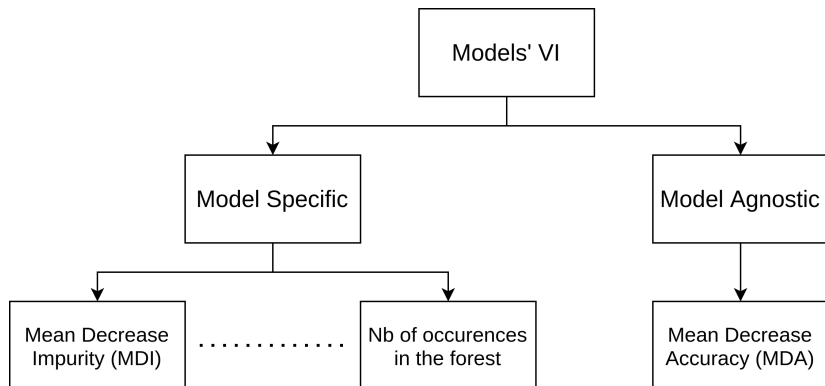 Models' VI
Model Specific
Model Agnostic
Mean Decrease
Impurity (MDI)
Nb of occurences
in the forest
Mean Decrease
Accuracy (MDA)